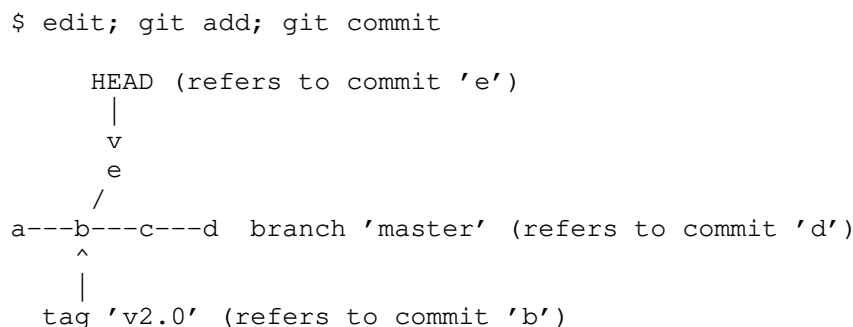 $ edit; git add; git commit
HEAD (refers to commit 'e')
|
v
e
/
a---b---c---d  branch 'master' (refers to commit 'd')
^
|
tag 'v2.0' (refers to commit 'b')